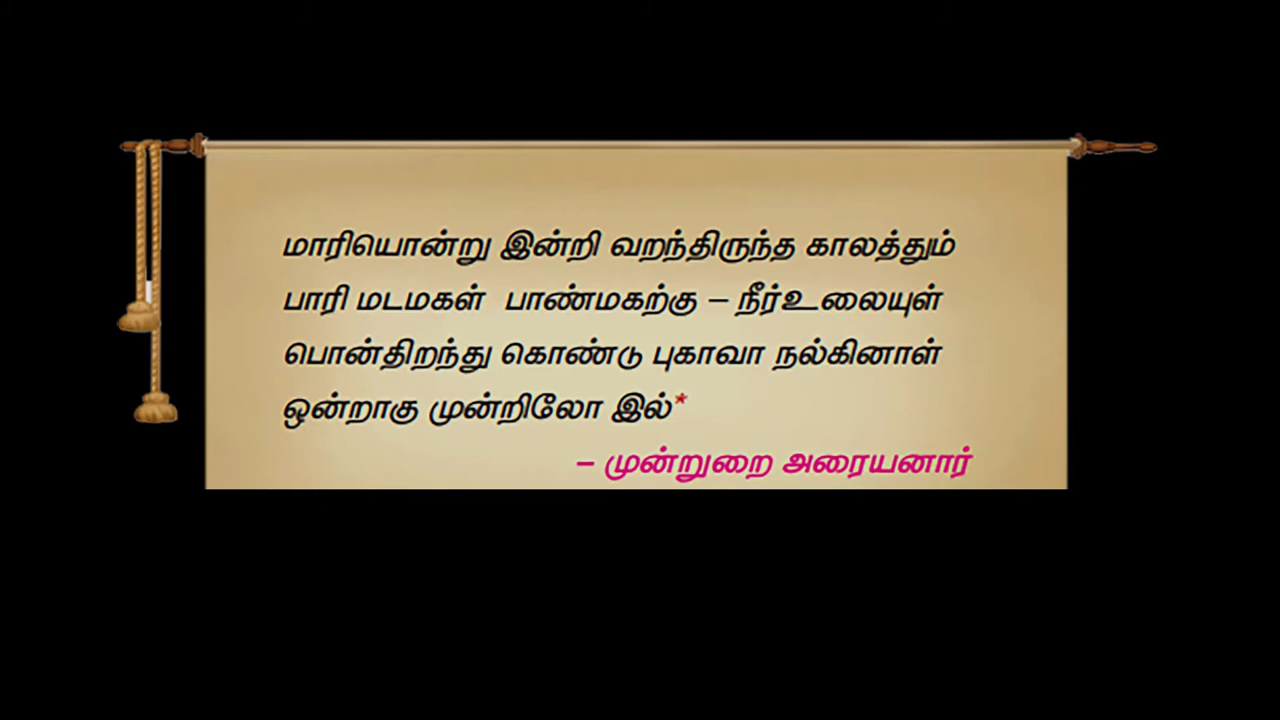 மாரியொன்று இன்றி வறந்திருந்த காலத்தும்
பாரி மடமகள் பாண்மகற்கு – நீர்உலையுள்
பொன்திறந்து கொண்டு புகாவா நல்கினாள்
ஒன்றாகு முன்றிலோ இல்*
– முன்றுறை அரையனார்